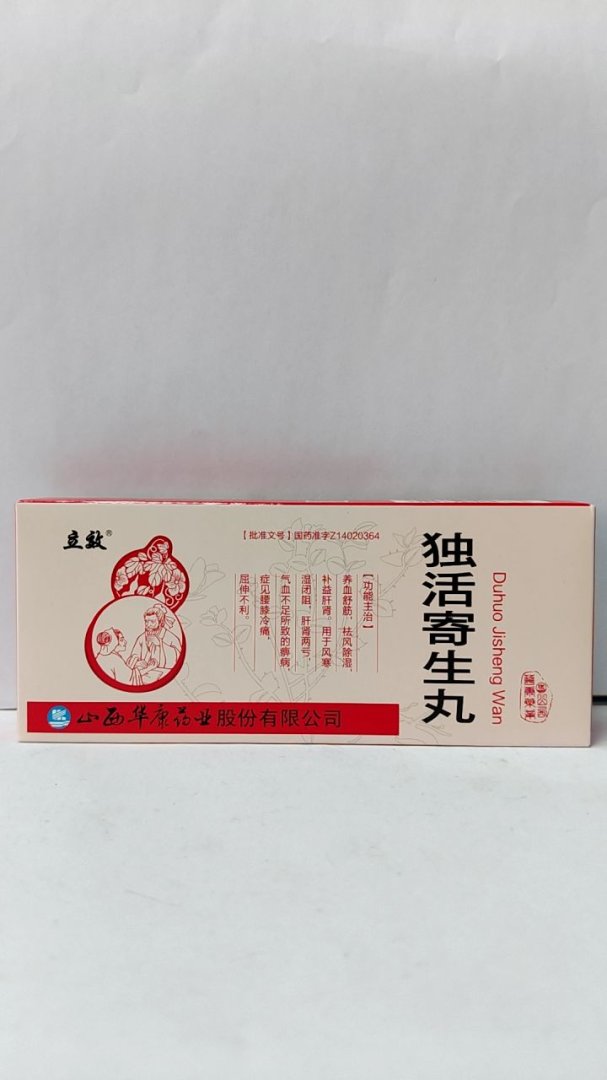 立效®
【批准文号】国药准字Z14020364
独活寄生丸
Duhuo Jisheng Wan
【功能主治】
养血舒筋，祛风除湿，
补益肝肾。用于风寒
湿闭阻，肝肾两亏，
气血不足所致的痹病，
症见腰膝冷痛，
屈伸不利。
山西华康药业股份有限公司